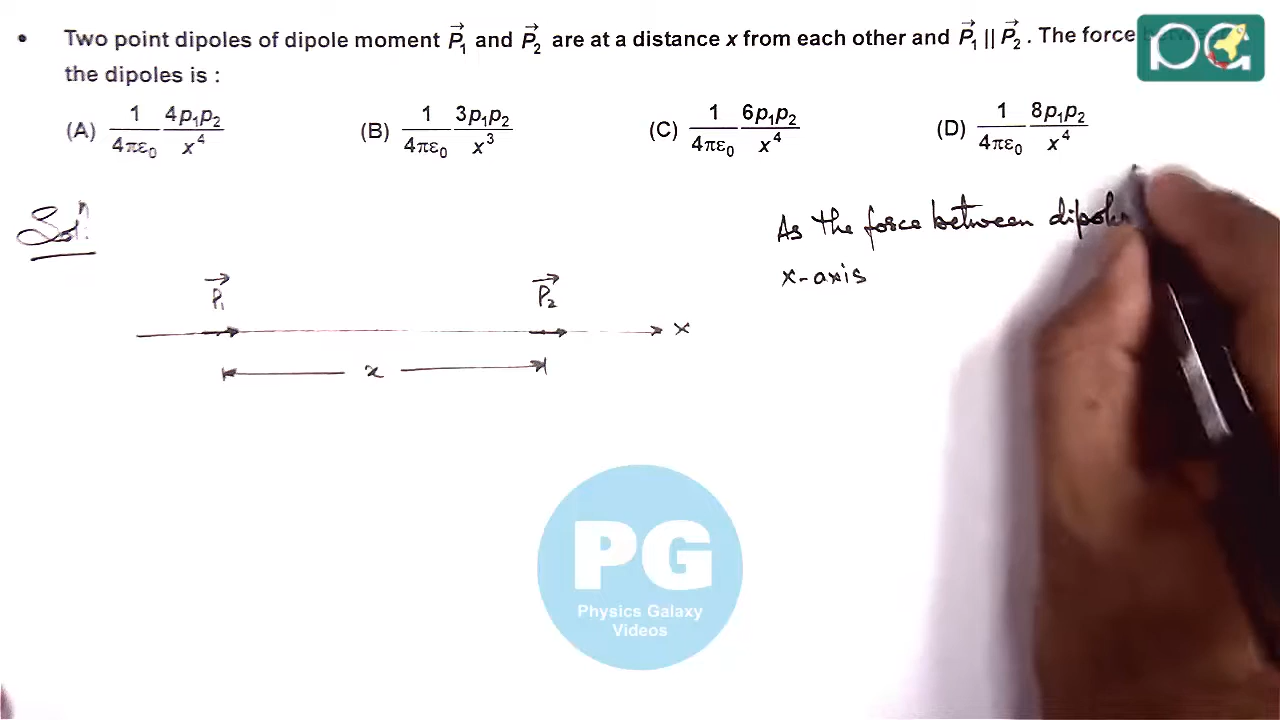 • Two point dipoles of dipole moment P⃗₁ and P⃗₂ are at a distance x from each other and P⃗₁ || P⃗₂. The force
the dipoles is :
(A) 1/4πε₀ 4p₁p₂/x⁴ (B) 1/4πε₀ 3p₁p₂/x³ (C) 1/4πε₀ 6p₁p₂/x⁴ (D) 1/4πε₀ 8p₁p₂/x⁴
Solⁿ:
As the force between
x-axis
P⃗₁ P⃗₂
x
x
PG
Physics Galaxy
Videos
PG